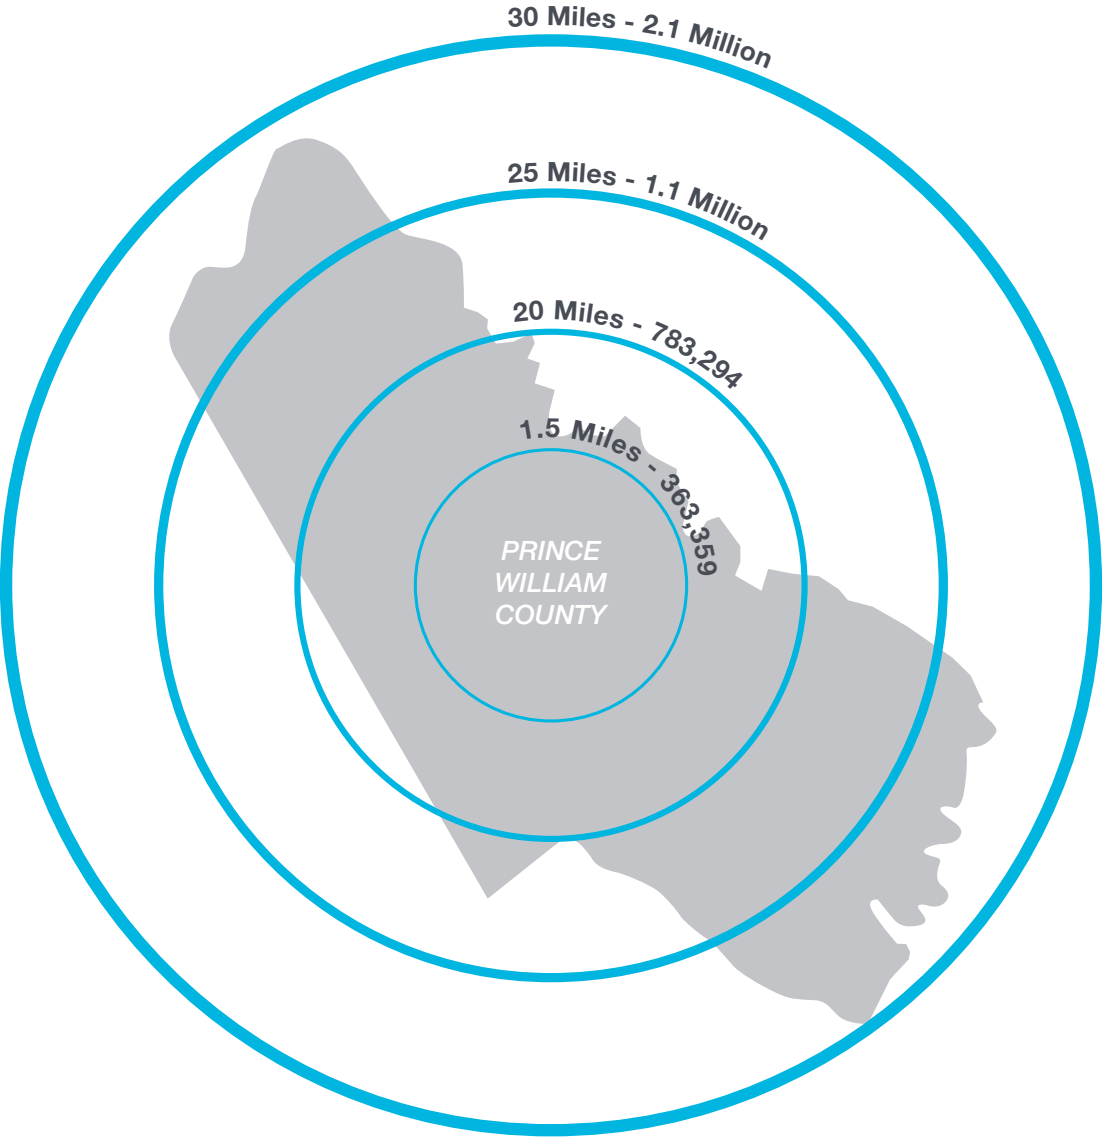 30 Miles - 2.1 Million
25 Miles - 1.1 Million
20 Miles - 783,294
1.5 Miles - 363,359
PRINCE
WILLIAM
COUNTY